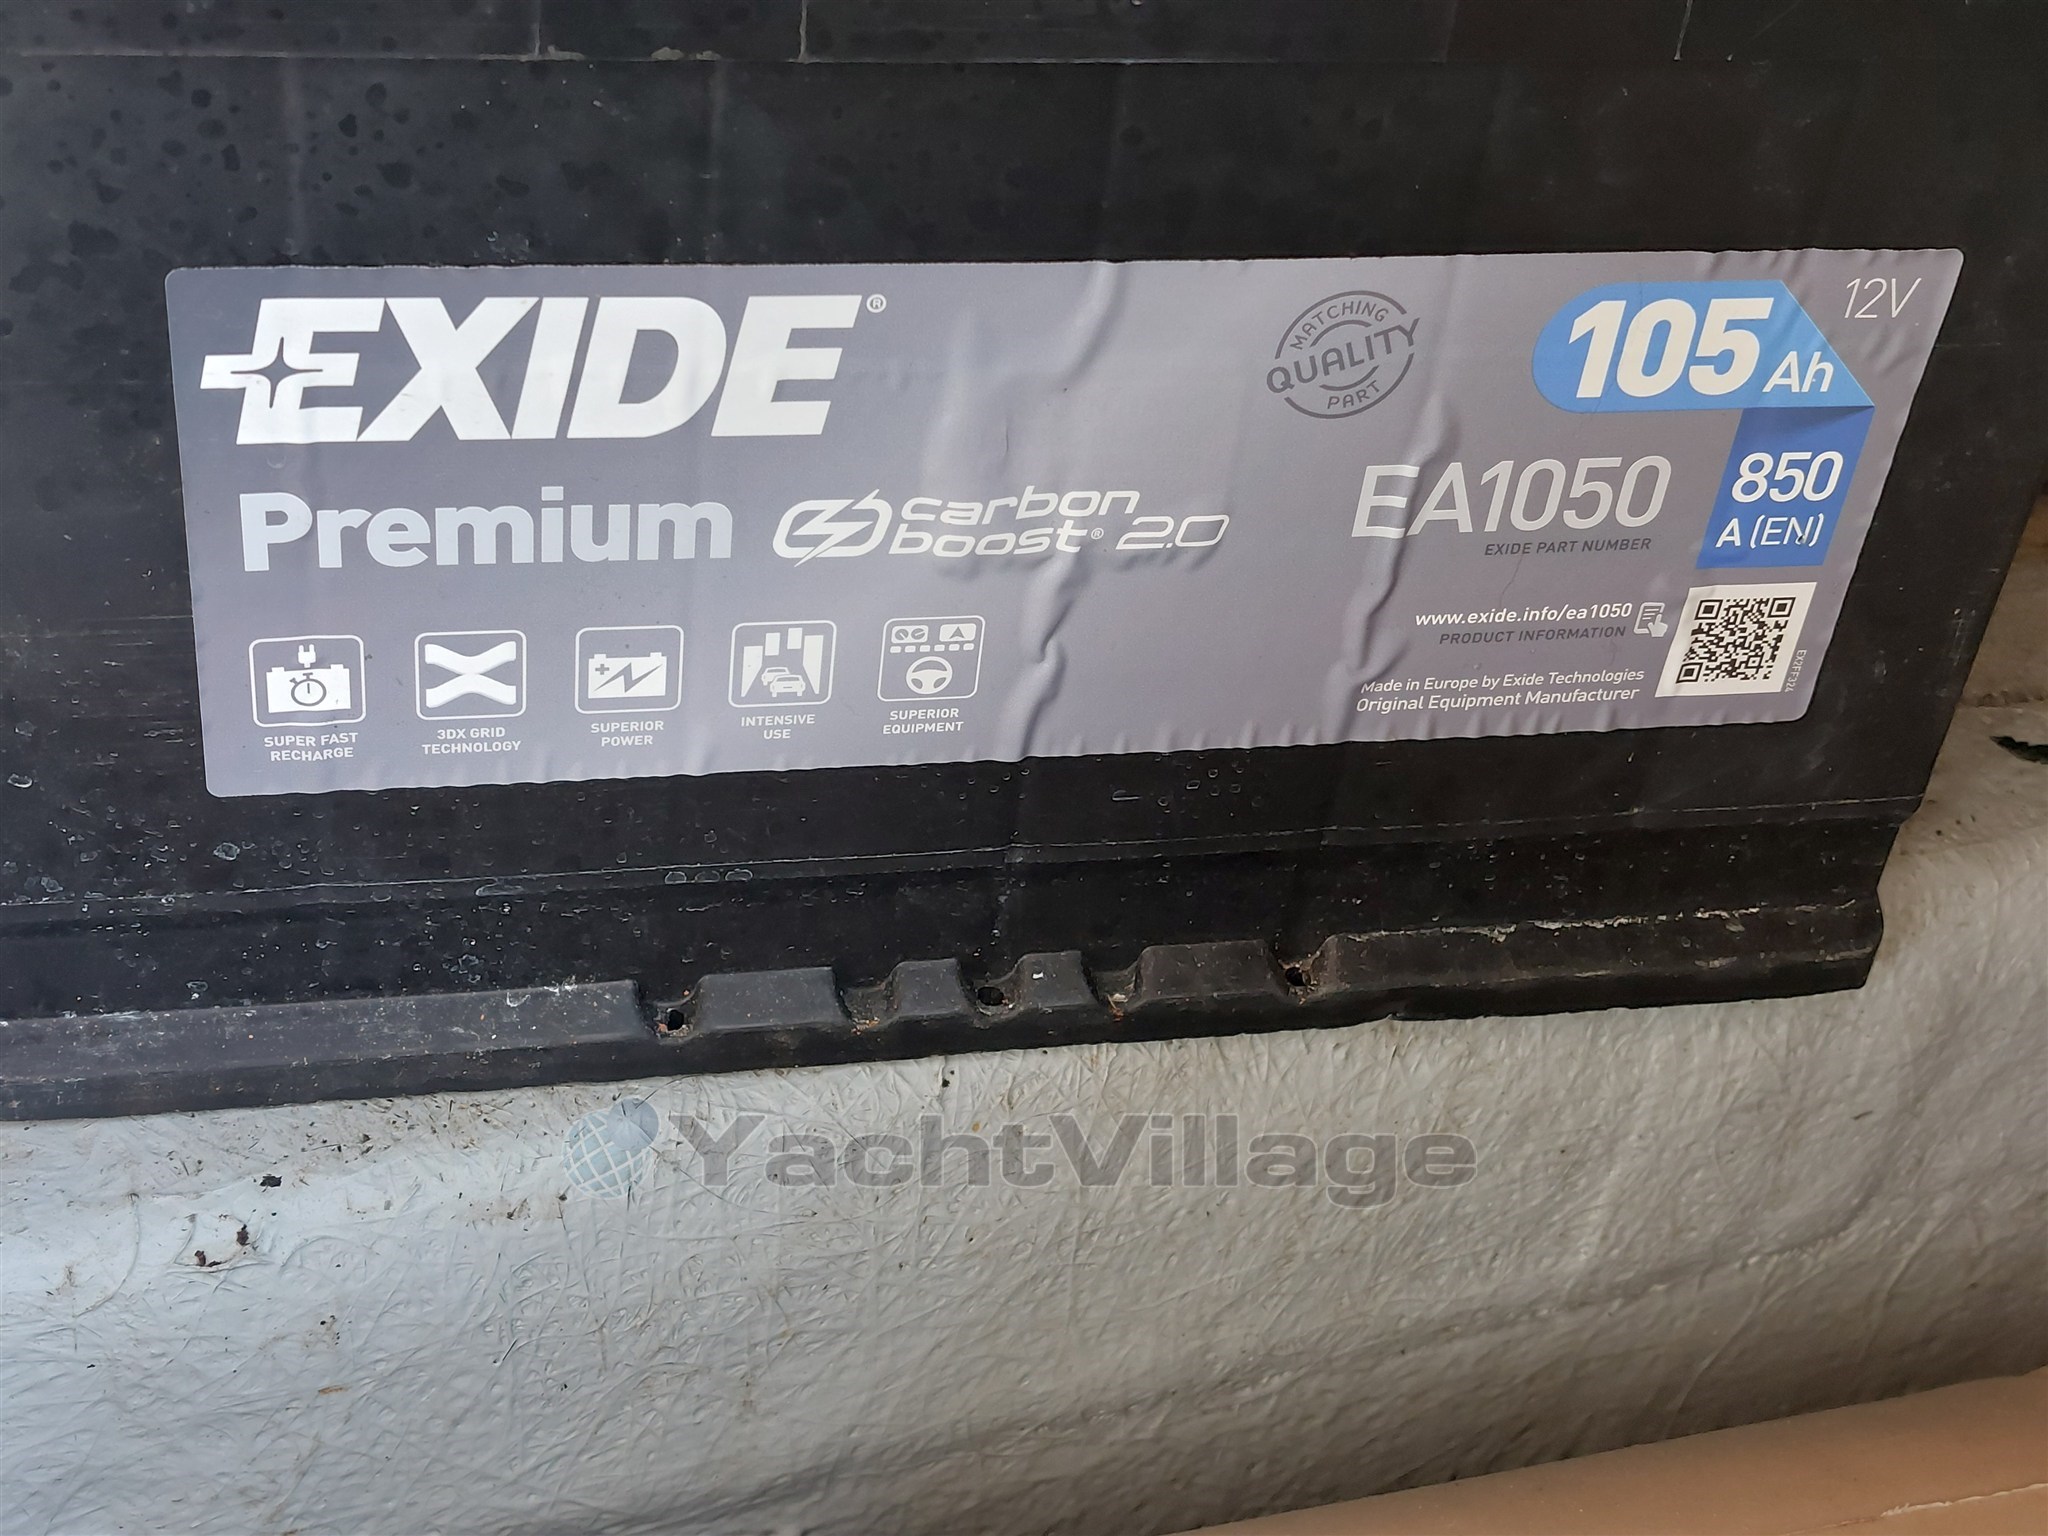 EXIDE®
Premium carbon boost® 2.0
MATCHING
QUALITY
PART
105 Ah
12V
EA1050
EXIDE PART NUMBER
850
A (EN)
www.exide.info/ea1050
PRODUCT INFORMATION
Made in Europe by Exide Technologies
Original Equipment Manufacturer
EX2FF324
SUPER FAST
RECHARGE
3DX GRID
TECHNOLOGY
SUPERIOR
POWER
INTENSIVE
USE
SUPERIOR
EQUIPMENT
YachtVillage